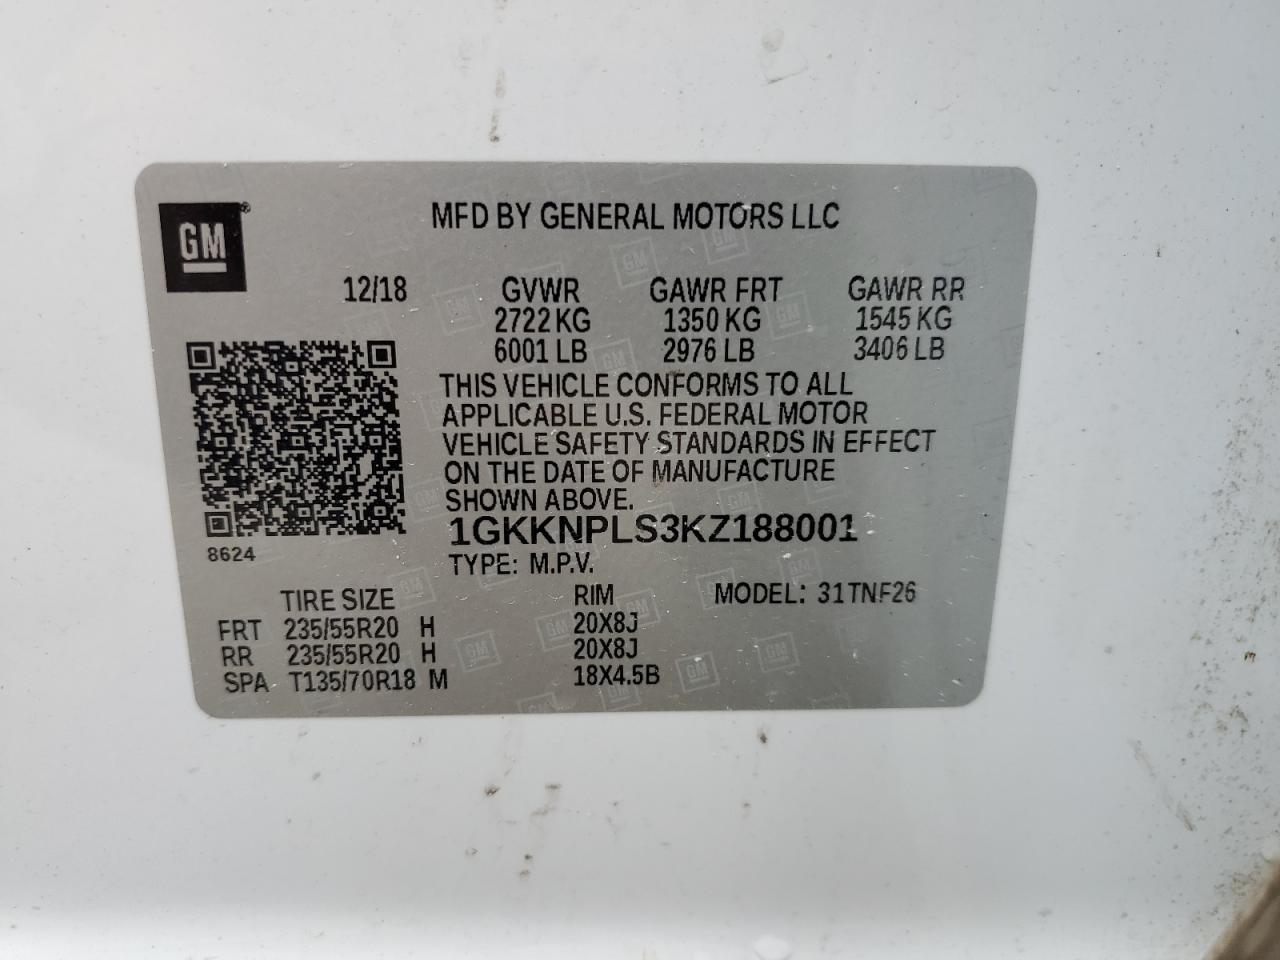 MFD BY GENERAL MOTORS LLC
GM®
12/18 GVWR GAWR FRT GAWR RR
2722 KG 1350 KG 1545 KG
6001 LB 2976 LB 3406 LB
THIS VEHICLE CONFORMS TO ALL
APPLICABLE U.S. FEDERAL MOTOR
VEHICLE SAFETY STANDARDS IN EFFECT
ON THE DATE OF MANUFACTURE
SHOWN ABOVE.
1GKKNPLS3KZ188001
8624
TYPE: M.P.V.
TIRE SIZE RIM MODEL: 31TNF26
FRT 235/55R20 H 20X8J
RR 235/55R20 H 20X8J
SPA T135/70R18 M 18X4.5B